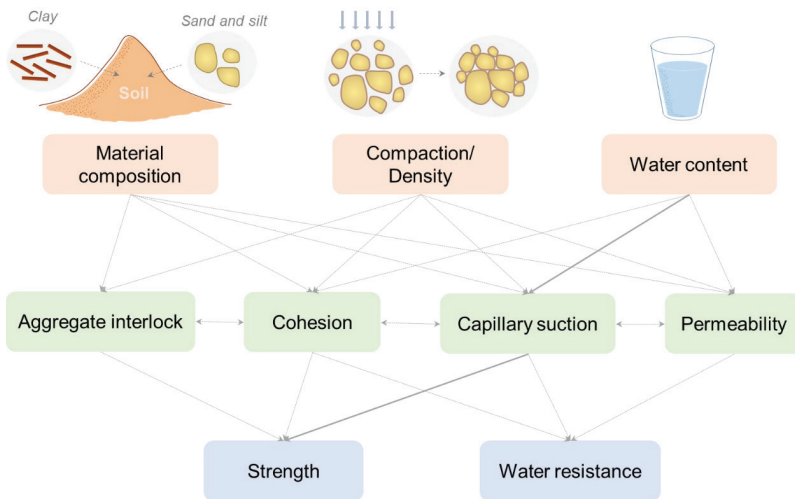 Clay
Sand and silt
Soil
Material
composition
Compaction/
Density
Water content
Aggregate interlock
Cohesion
Capillary suction
Permeability
Strength
Water resistance